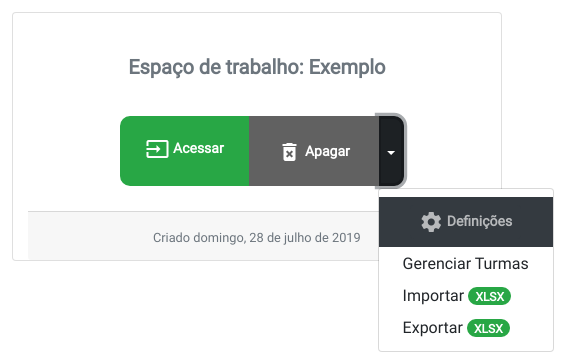 Espaço de trabalho: Exemplo
Acessar Apagar
Definições
Criado domingo, 28 de julho de 2019
Gerenciar Turmas
Importar XLSX
Exportar XLSX